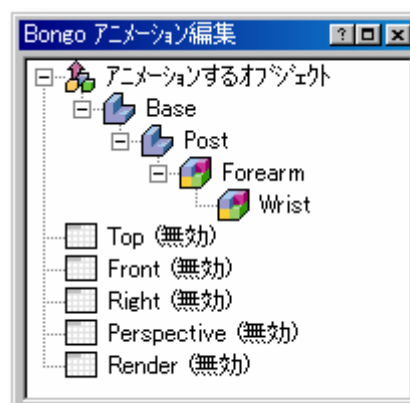 Bongo アニメーション編集
アニメーションするオブジェクト
Base
Post
Forearm
Wrist
Top (無効)
Front (無効)
Right (無効)
Perspective (無効)
Render (無効)